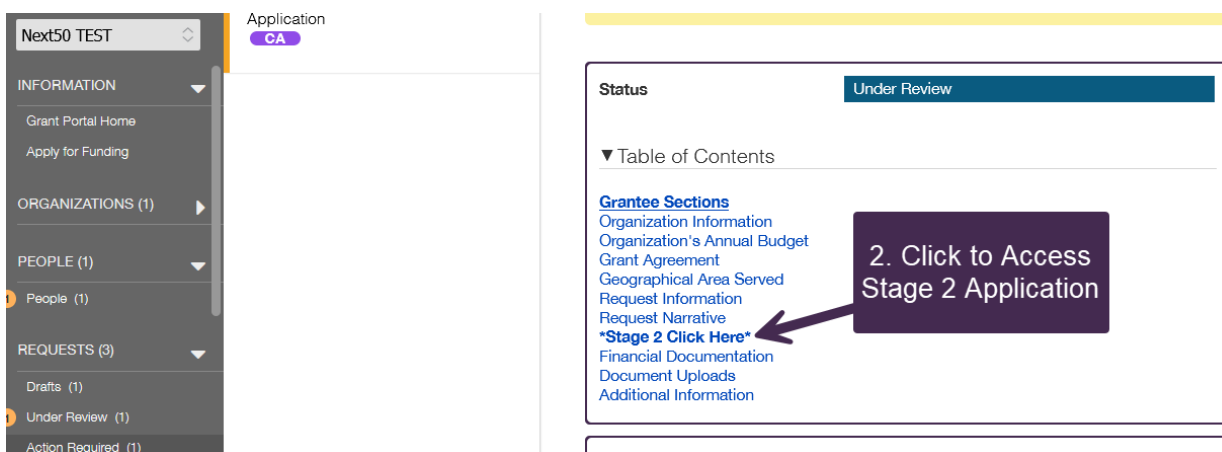 Next50 TEST
INFORMATION
Grant Portal Home
Apply for Funding
ORGANIZATIONS (1)
PEOPLE (1)
People (1)
REQUESTS (3)
Drafts (1)
1
Under Review (1)
Action Required (1)
Application
CA
Status
Under Review
Table of Contents
Grantee Sections
Organization Information
Organization's Annual Budget
Grant Agreement
Geographical Area Served
Request Information
Request Narrative
*Stage 2 Click Here*
Financial Documentation
Document Uploads
Additional Information
2. Click to Access
Stage 2 Application